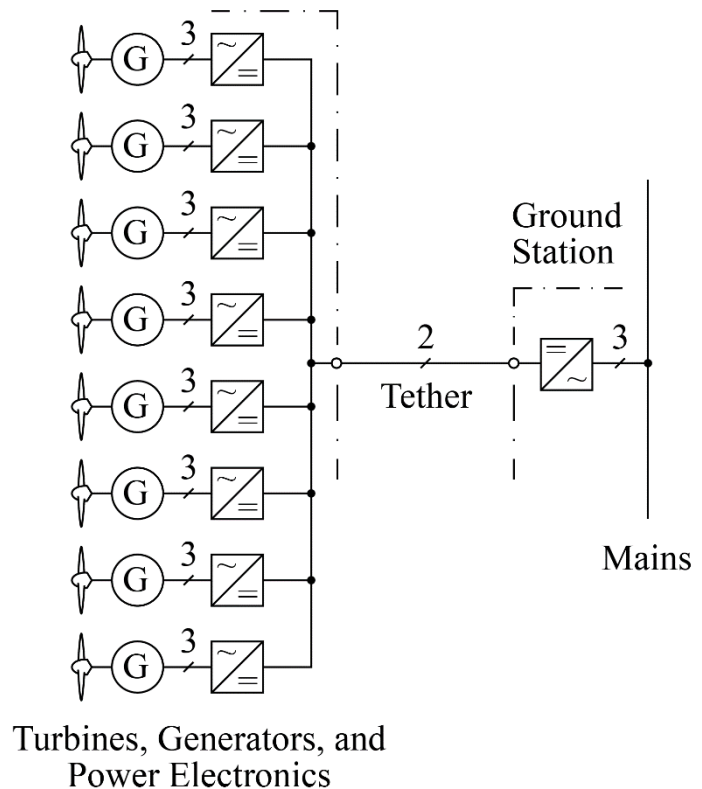 3
G
3
G
3
G
Ground
Station
3
G
2
3
Tether
3
G
3
G
Mains
3
G
3
G
Turbines, Generators, and
Power Electronics